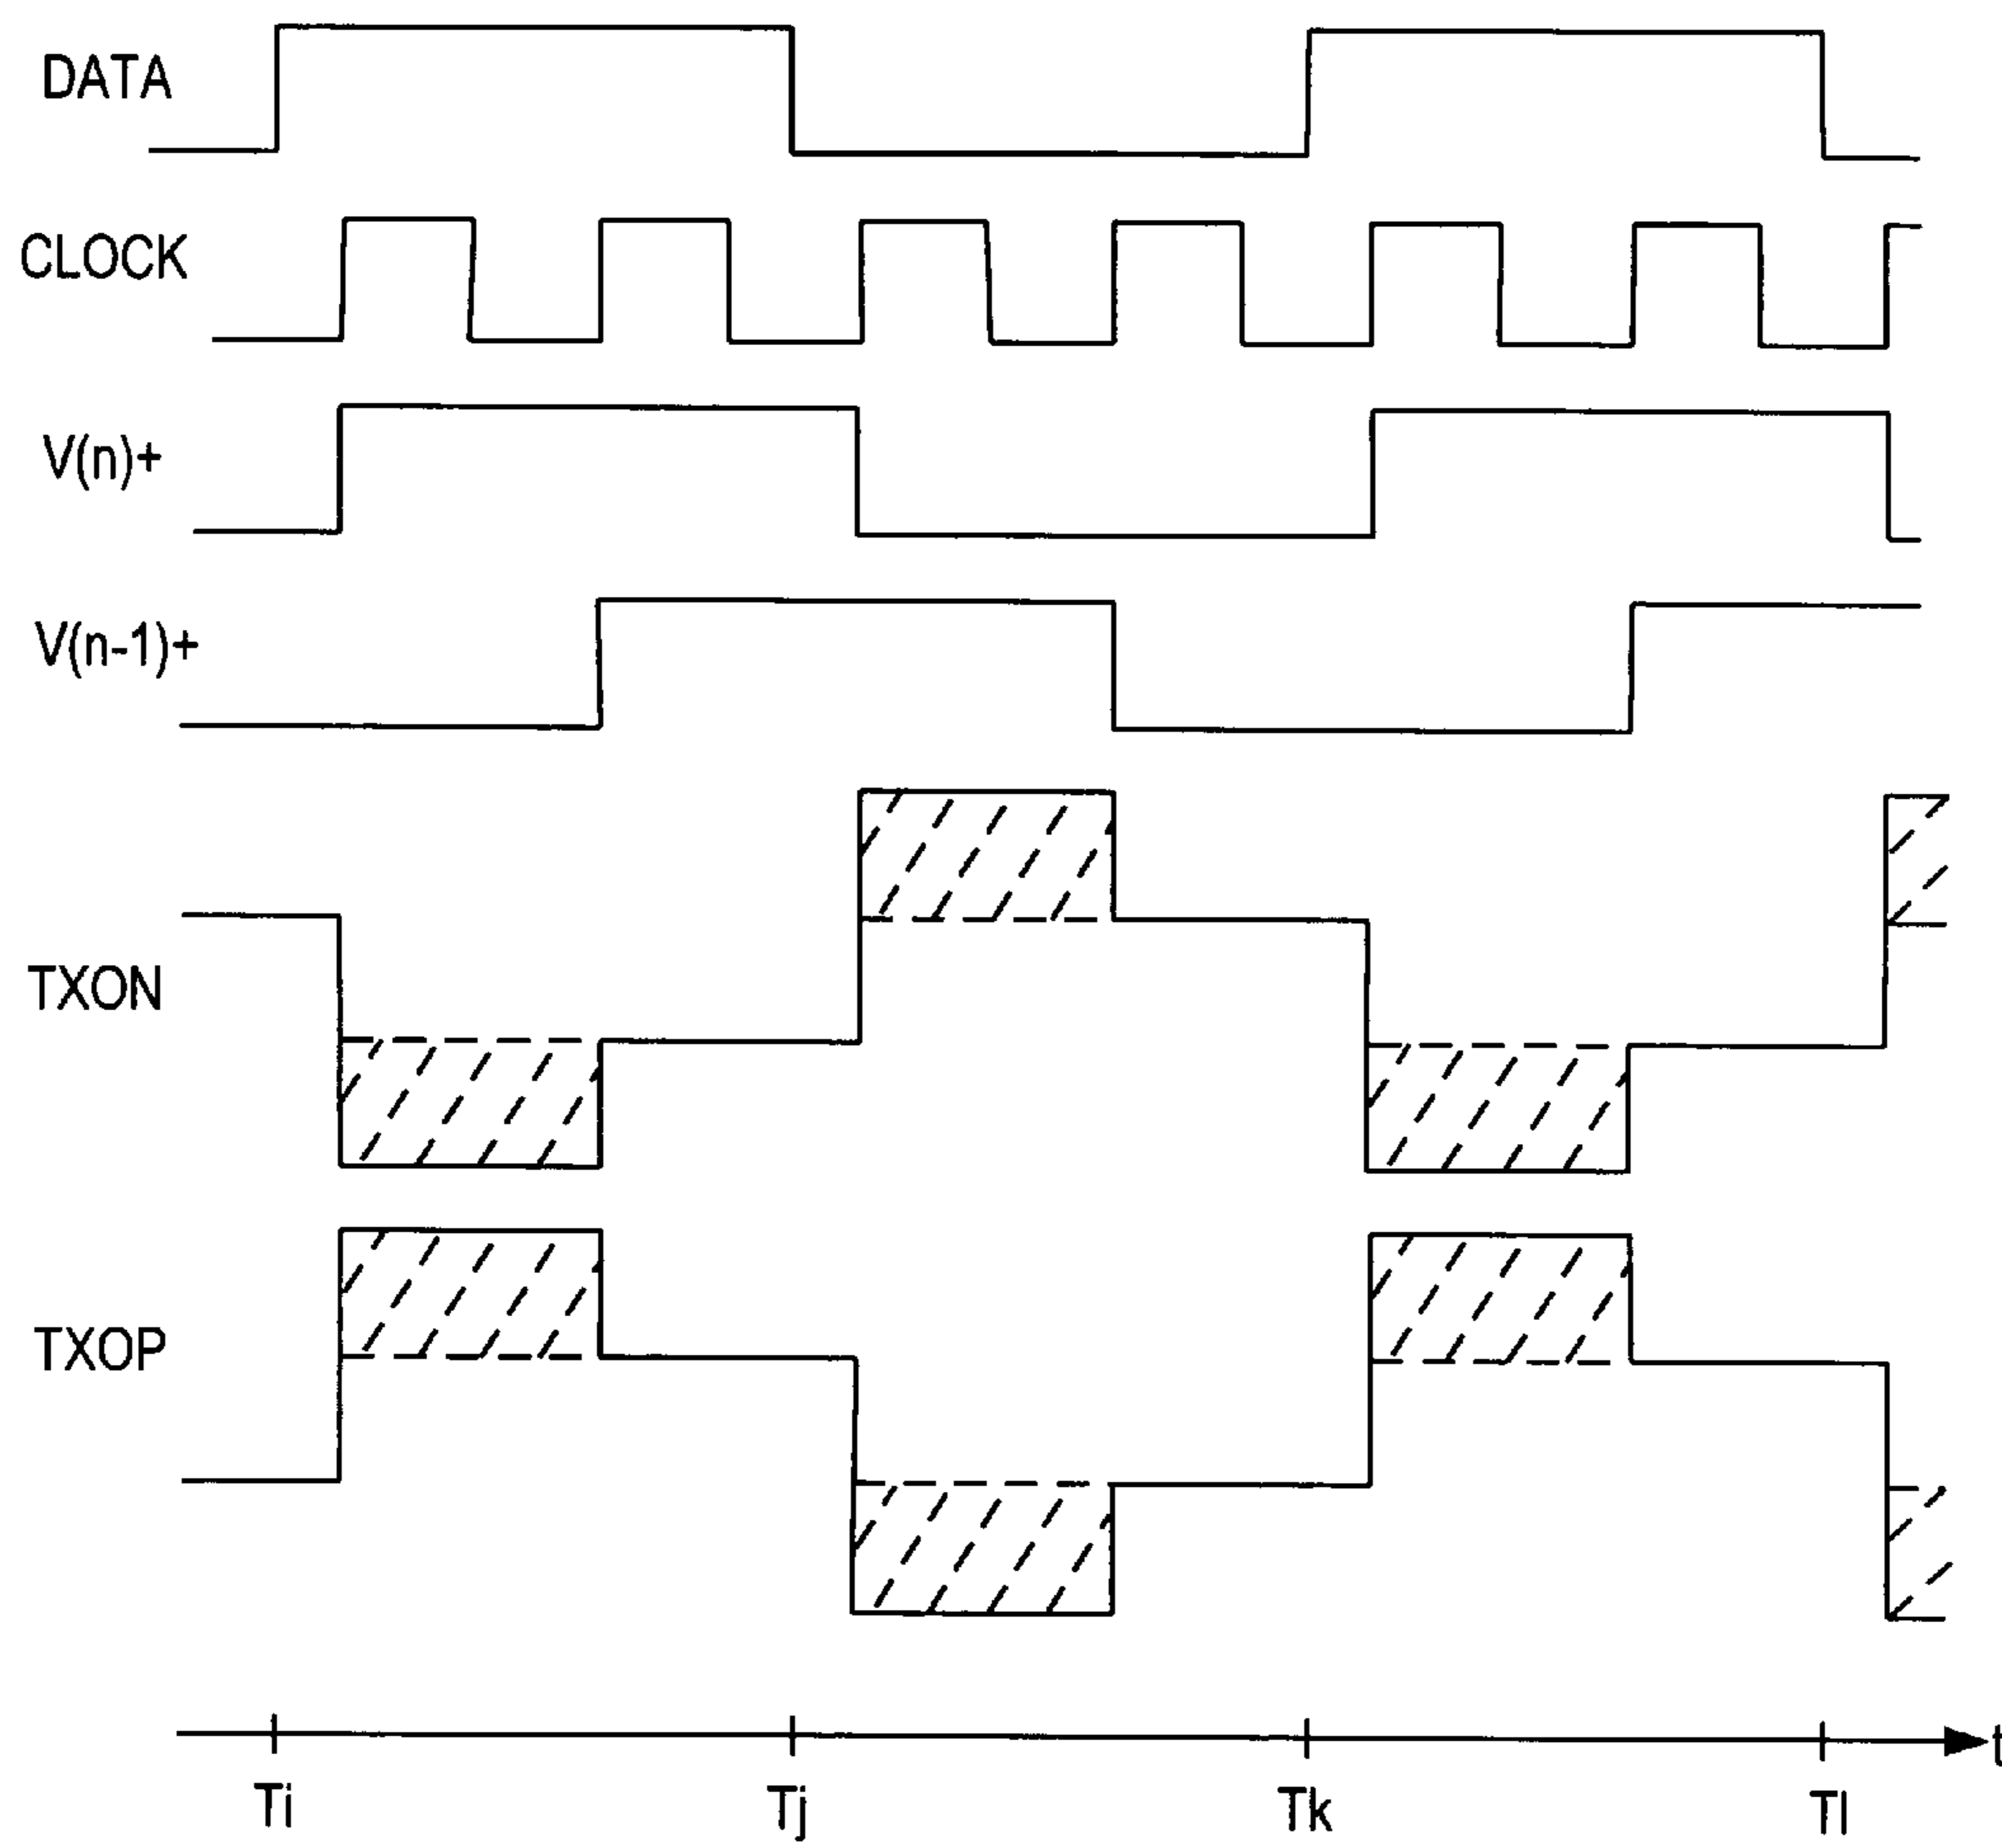 DATA
CLOCK
V(n)+
V(n-1)+
TXON
TXOP
t
Ti
Tj
Tk
Tl